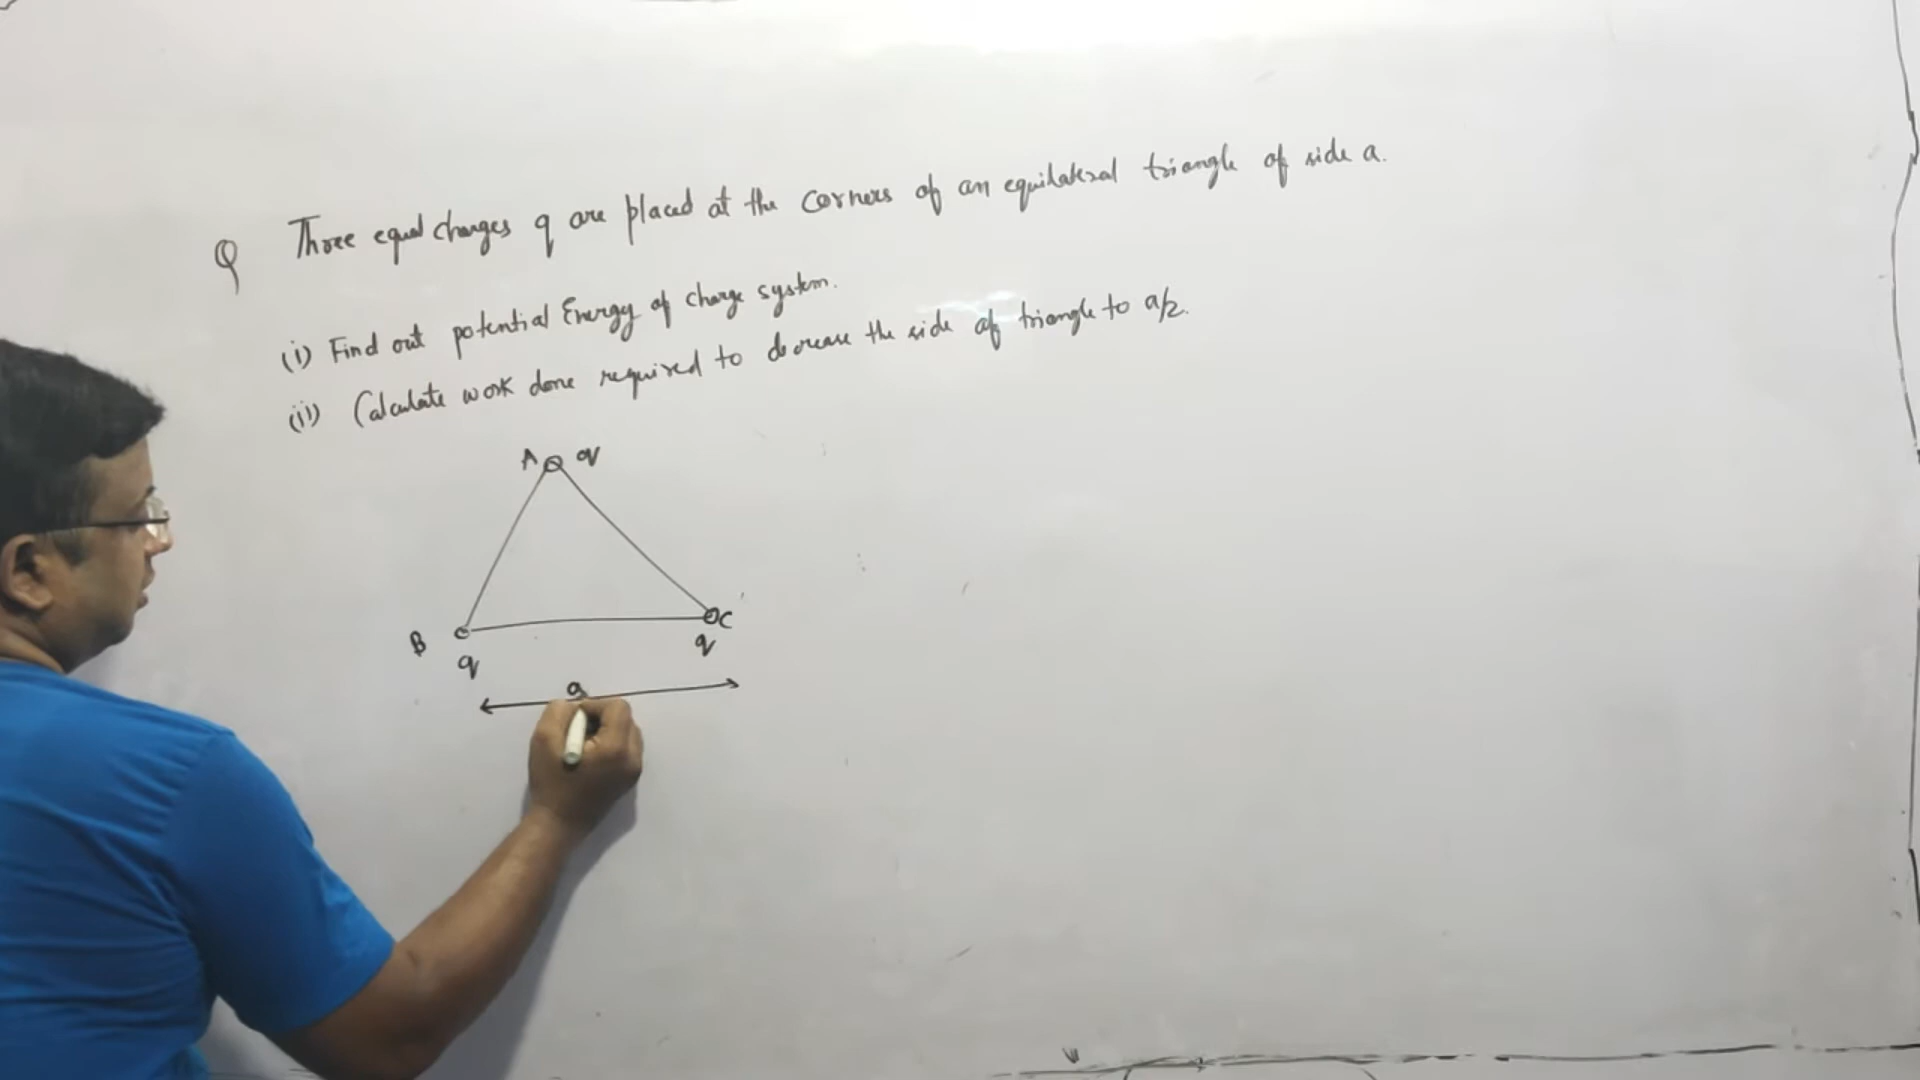 Q Three equal charges q are placed at the corners of an equilateral triangle of side a.
(i) Find out potential Energy of charge system.
(ii) Calculate work done required to decrease the side of triangle to a/2.
A q
B C
q q
a